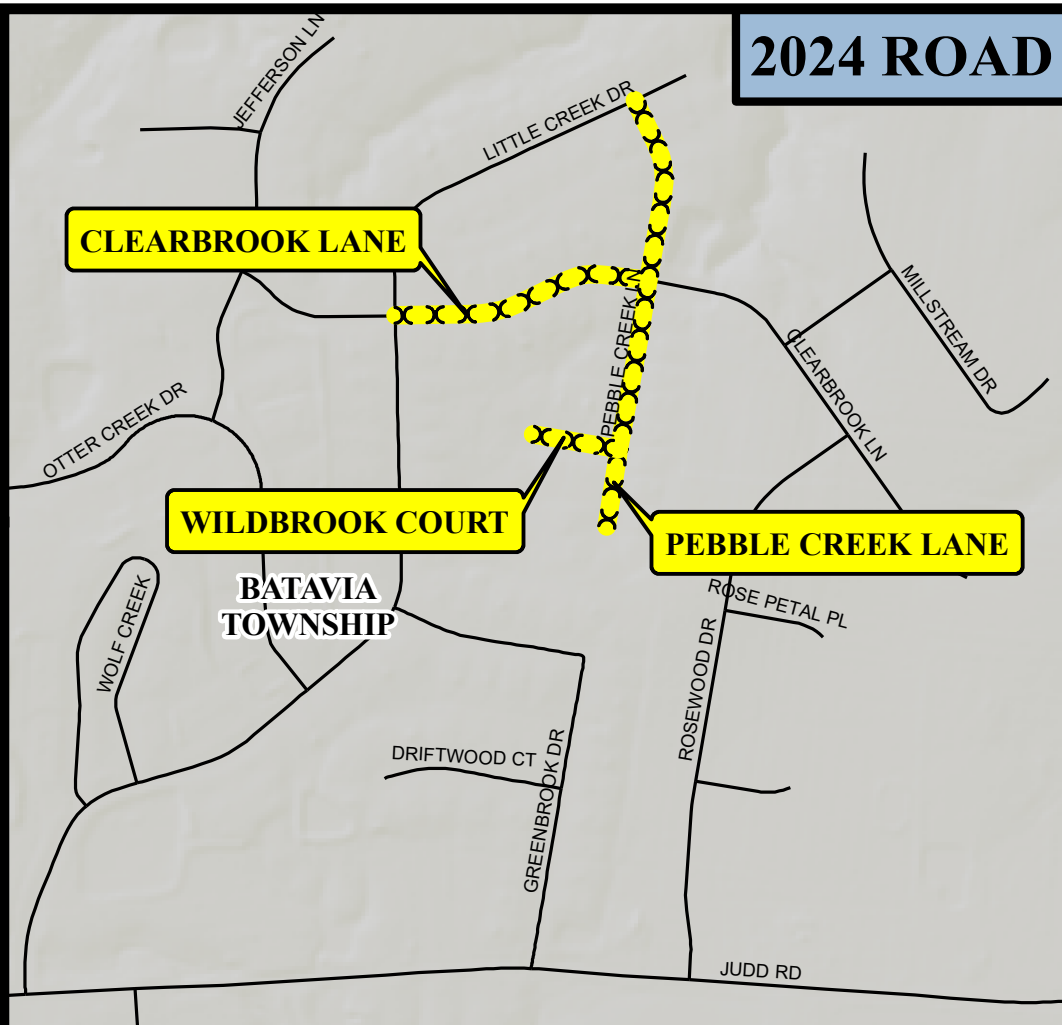 2024 ROAD
JEFFERSON LN
LITTLE CREEK DR
CLEARBROOK LANE
MILLSTREAM DR
PEBBLE CREEK LN
CLEARBROOK LN
OTTER CREEK DR
WILDBROOK COURT
PEBBLE CREEK LANE
BATAVIA
TOWNSHIP
WOLF CREEK
ROSE PETAL PL
ROSEWOOD DR
DRIFTWOOD CT
GREENBROOK DR
JUDD RD